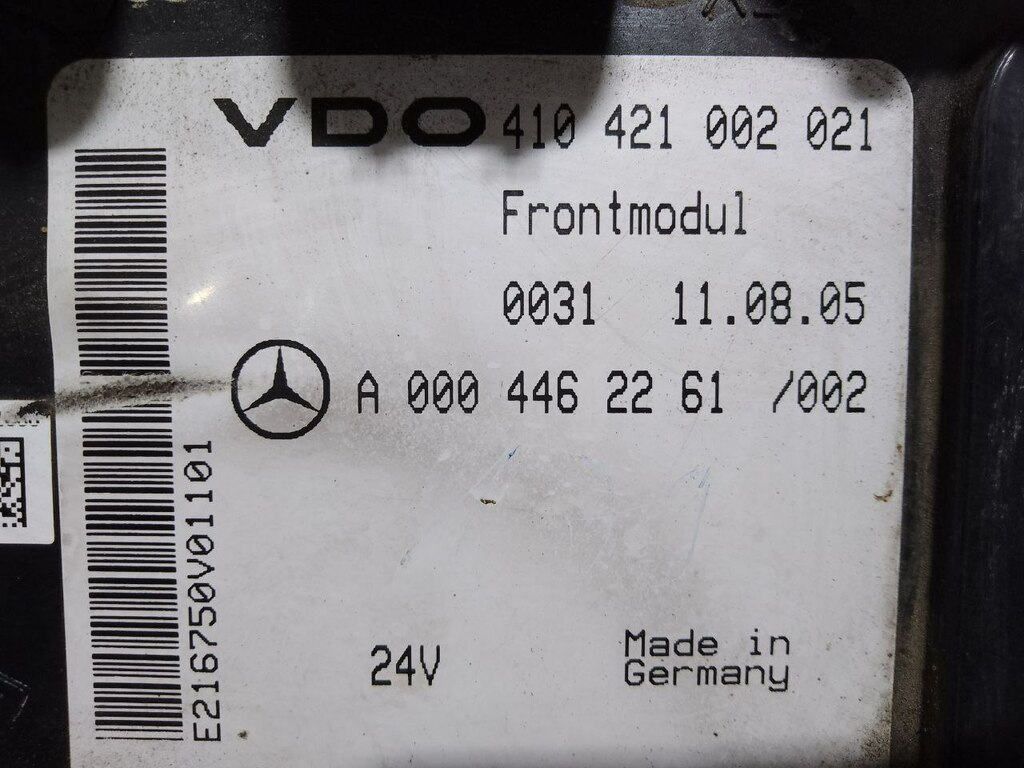 VDO 410 421 002 021
Frontmodul
0031 11.08.05
A 000 446 22 61 /002
E216750V01101
24V
Made in
Germany